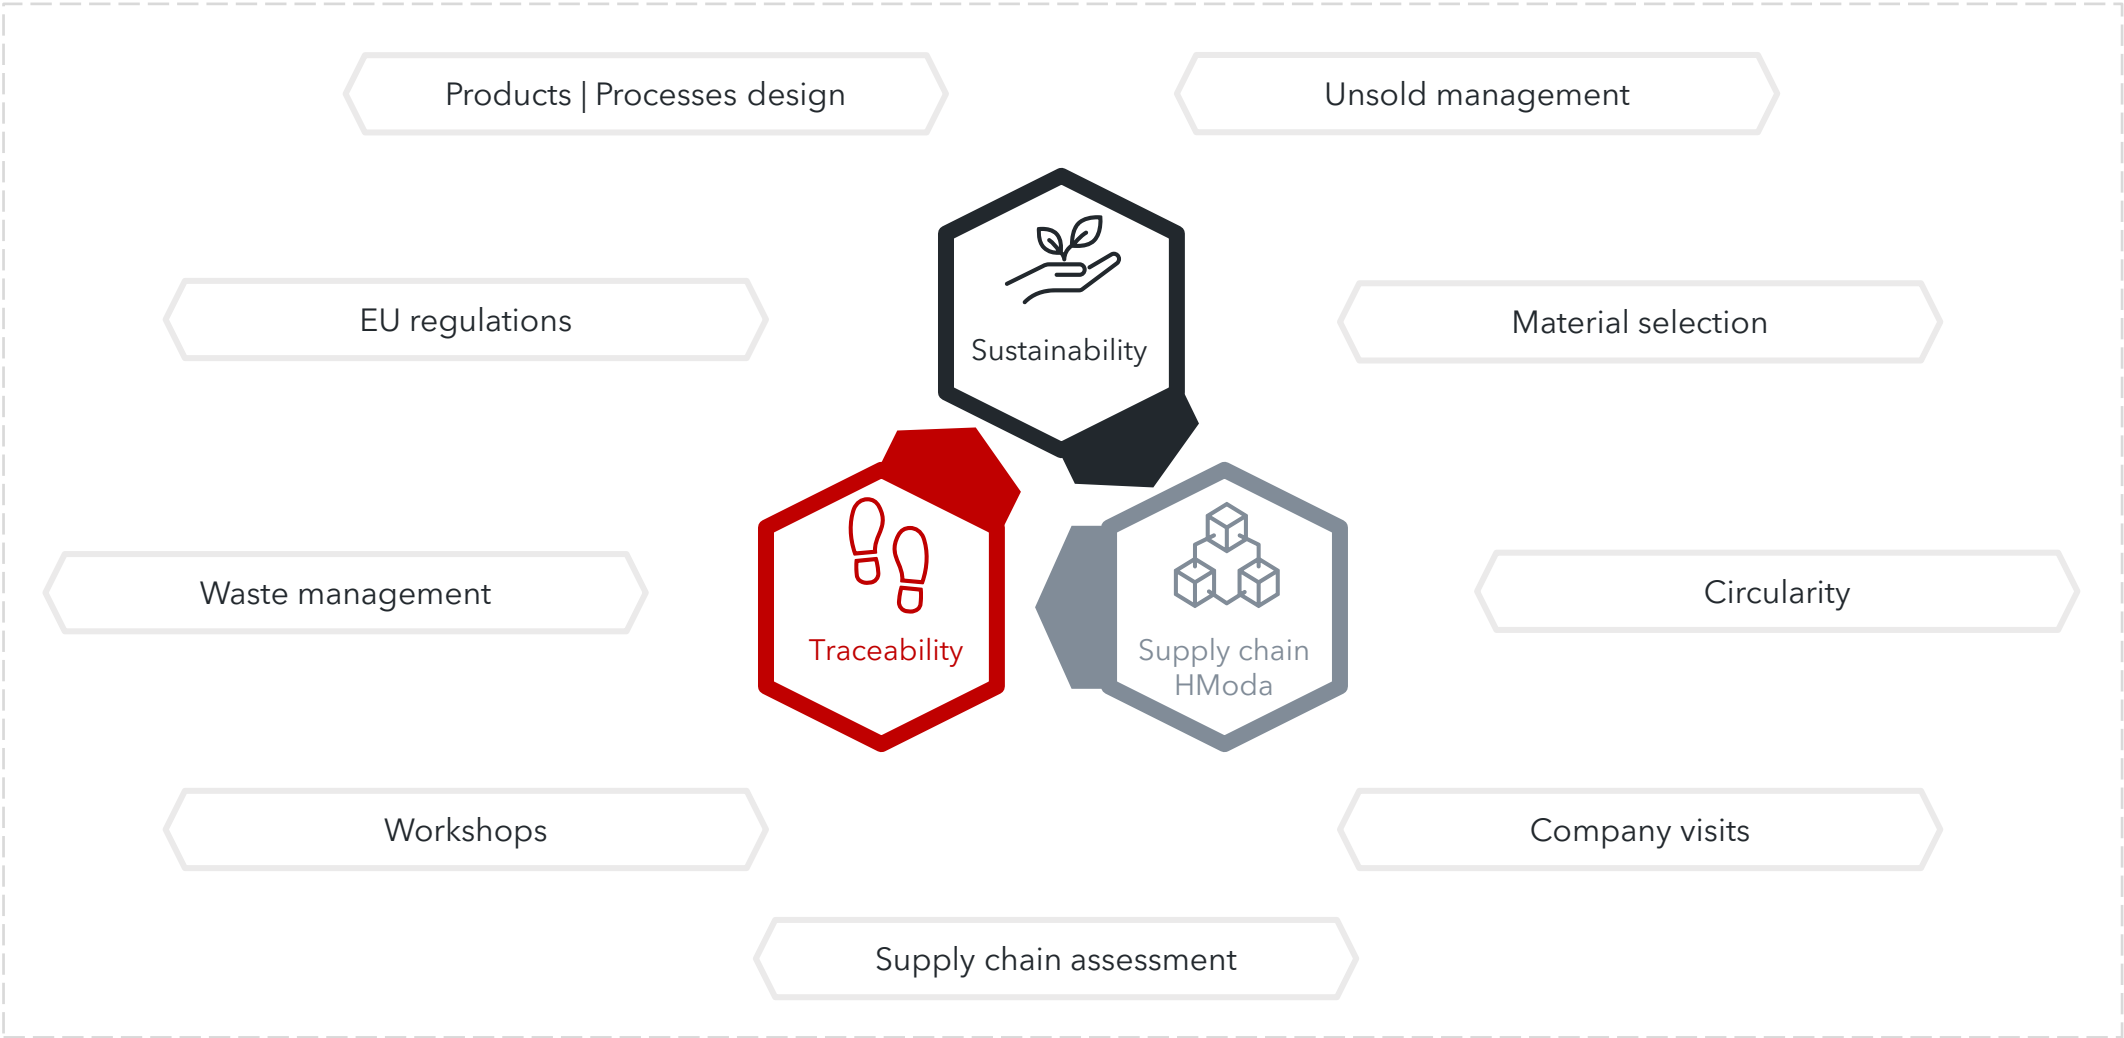 Products | Processes design
Unsold management
EU regulations
Sustainability
Material selection
Waste management
Traceability
Supply chain
HModa
Circularity
Workshops
Company visits
Supply chain assessment